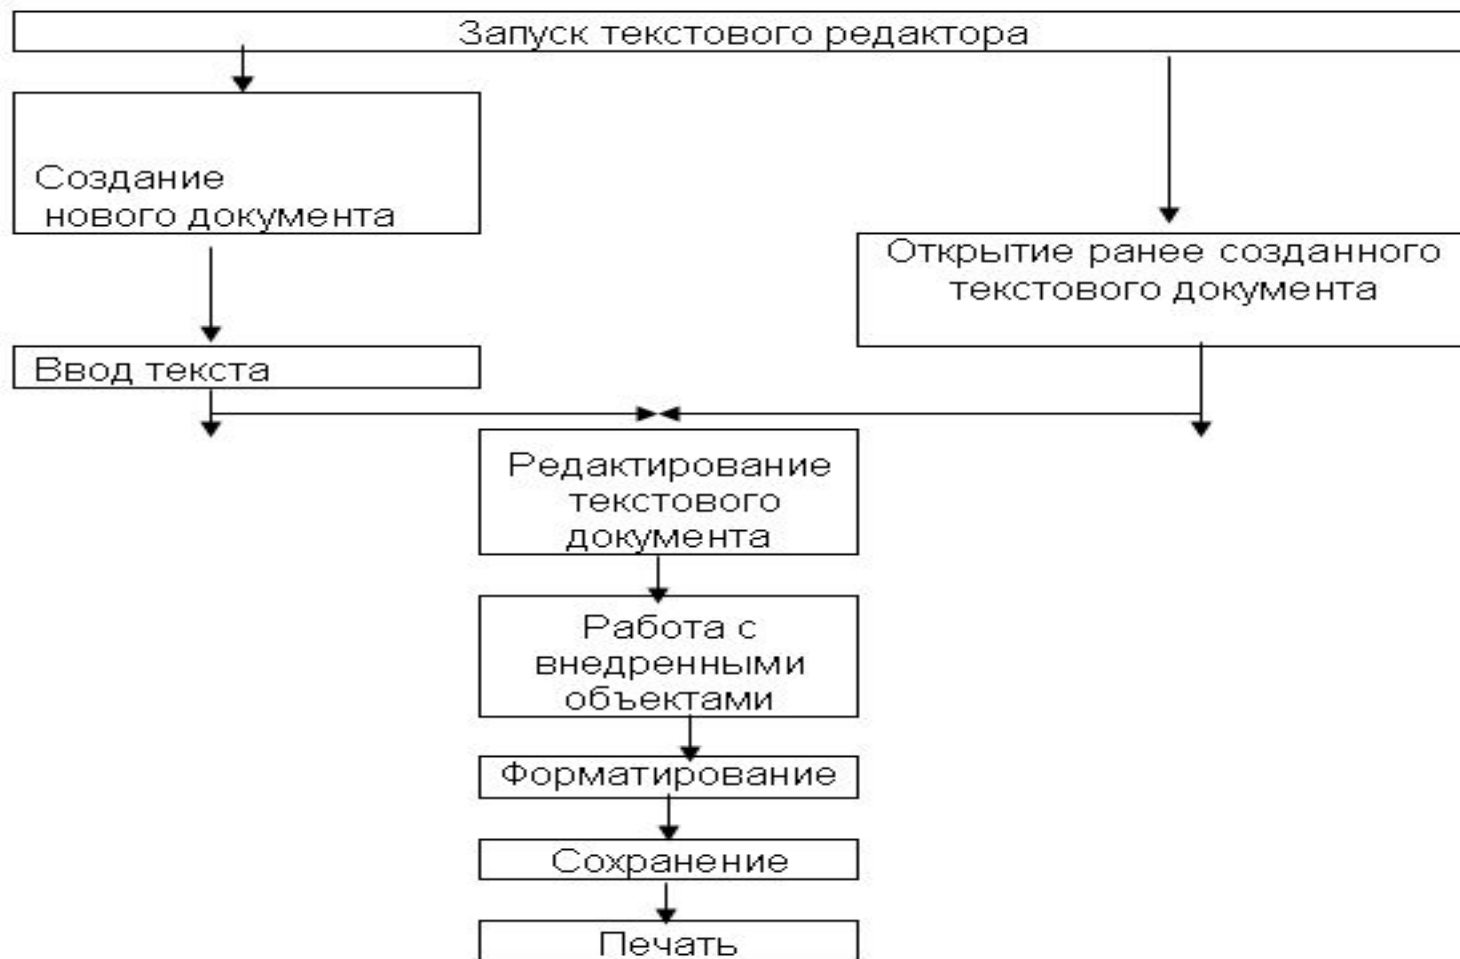 Запуск текстового редактора
Создание
нового документа
Открытие ранее созданного
текстового документа
Ввод текста
Редактирование
текстового
документа
Работа с
внедренными
объектами
Форматирование
Сохранение
Печать